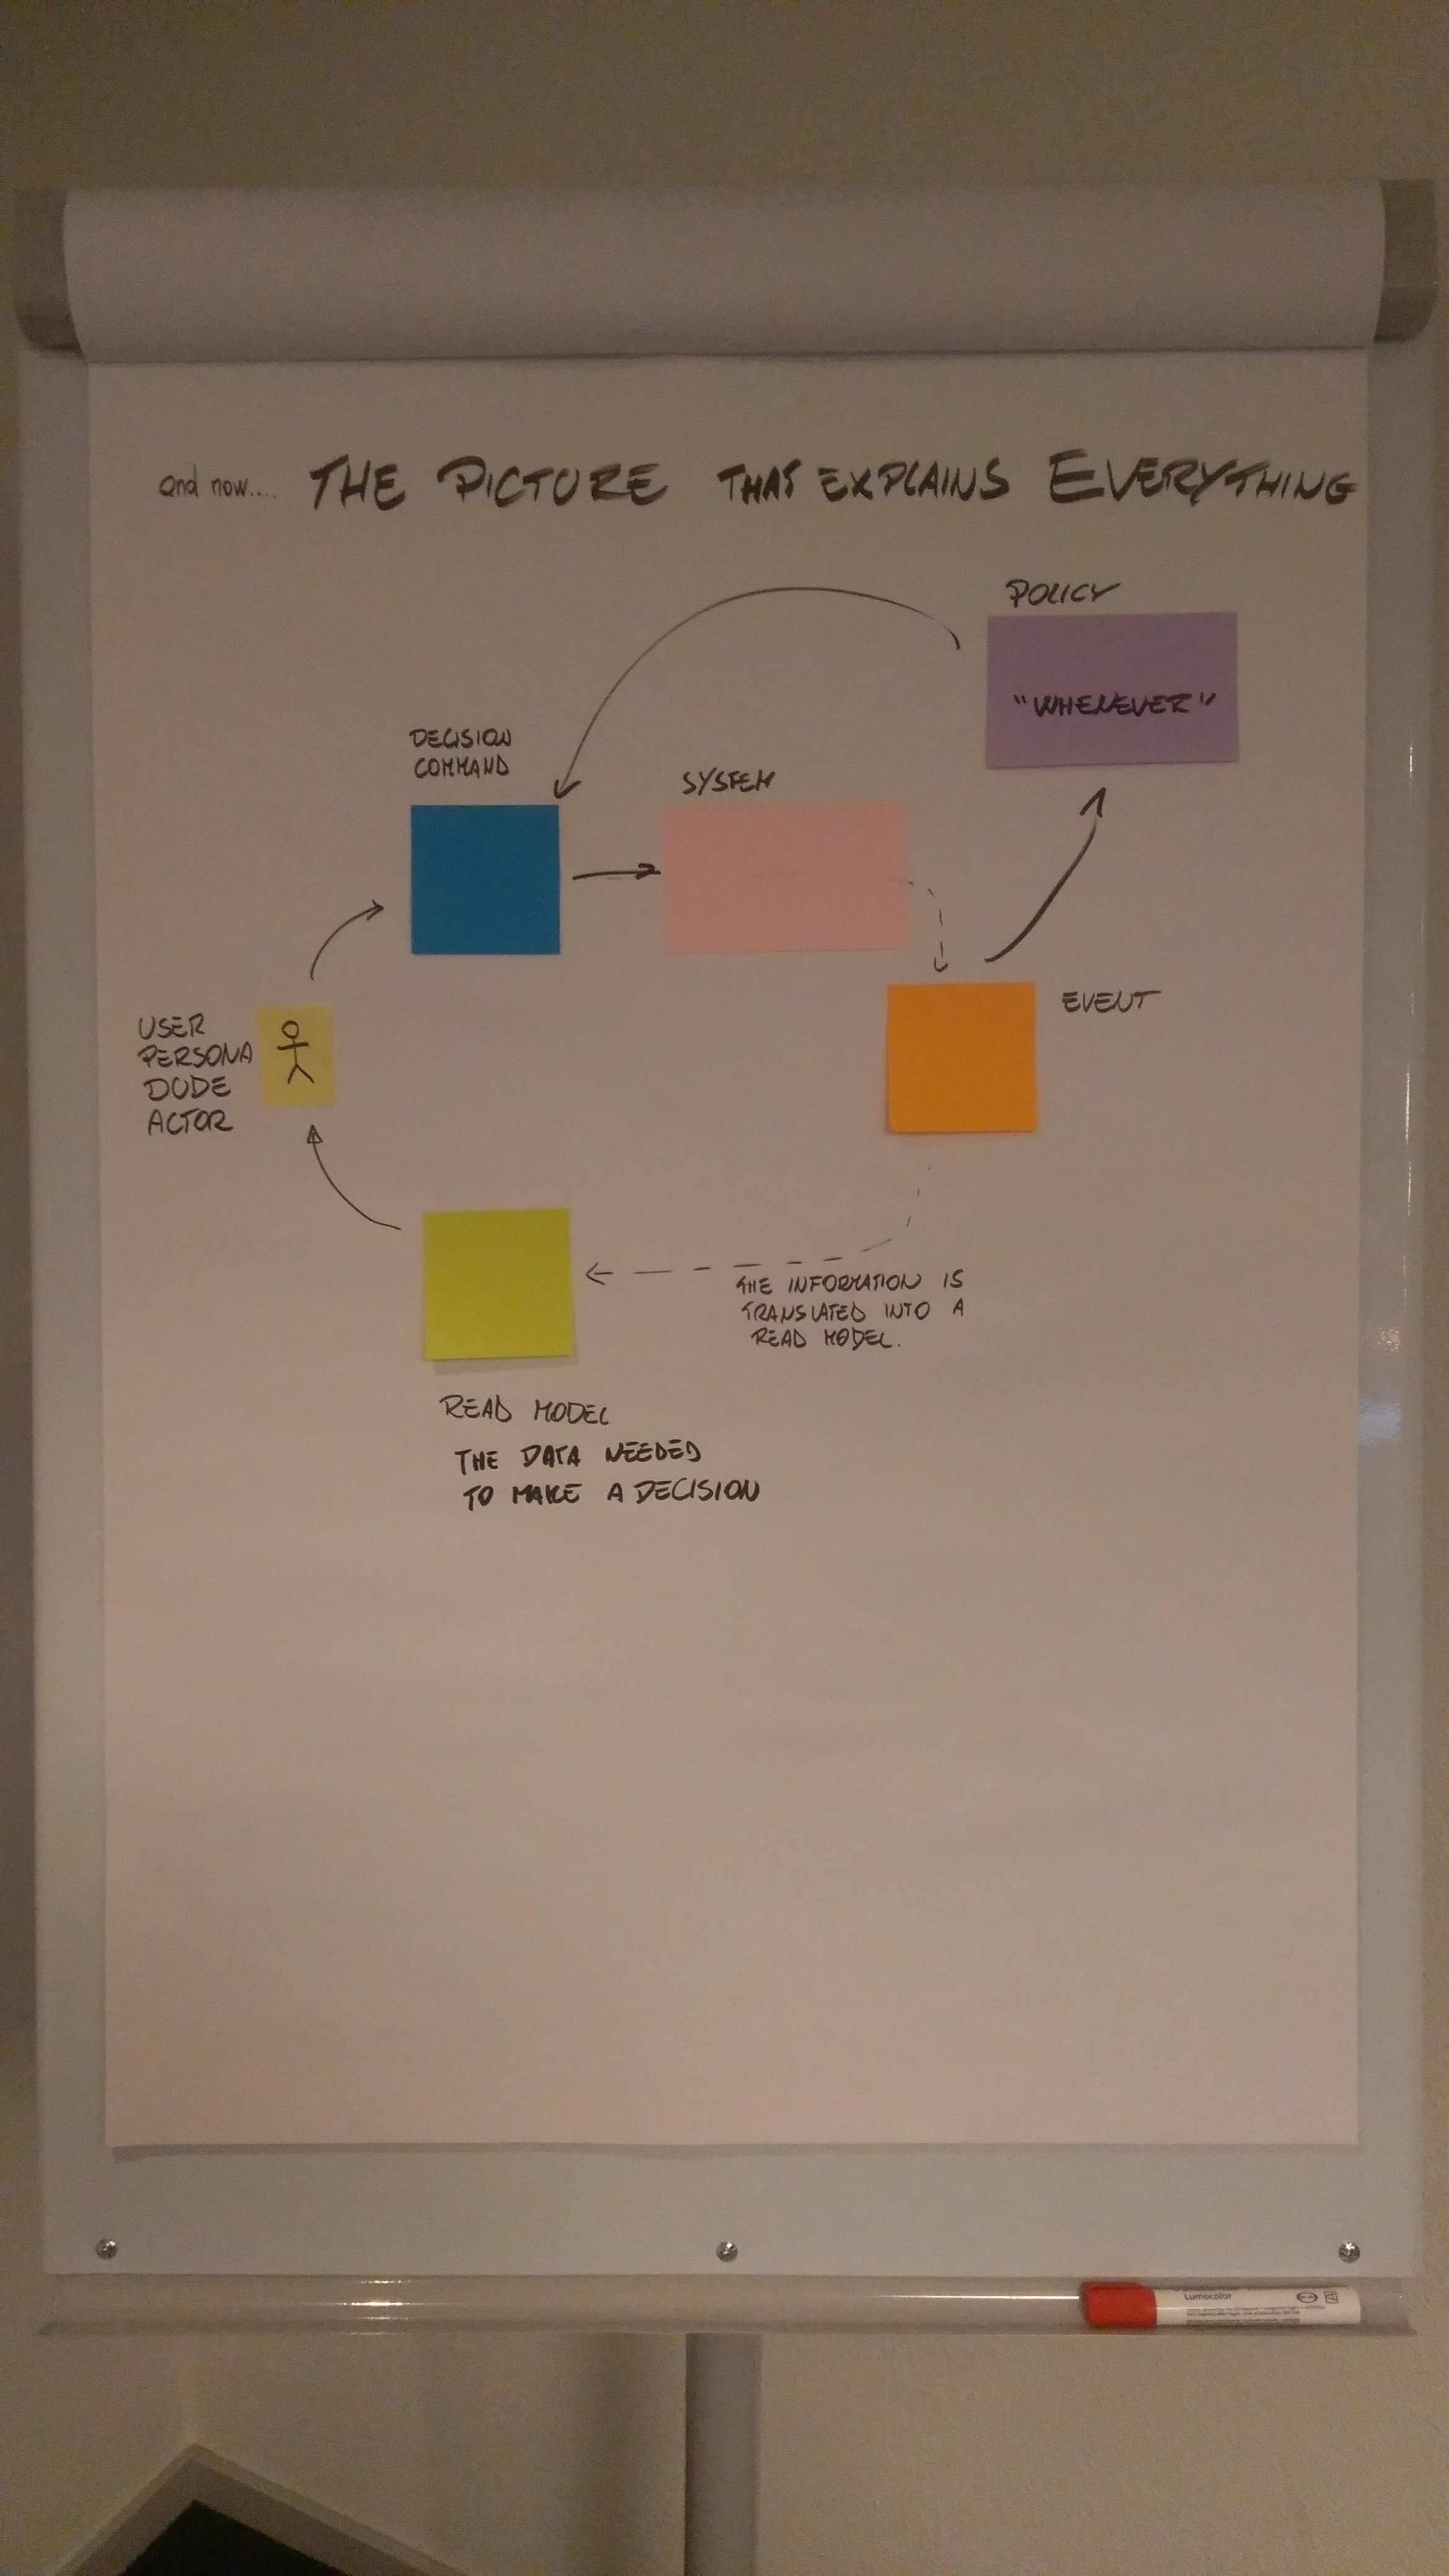 and now.... THE PICTURE THAT EXPLAINS EVERYTHING
POLICY
"WHENEVER"
DECISION
COMMAND
SYSTEM
EVENT
USER
PERSONA
DUDE
ACTOR
THE INFORMATION IS
TRANSLATED INTO A
READ MODEL.
READ MODEL
THE DATA NEEDED
TO MAKE A DECISION
Lumocolor